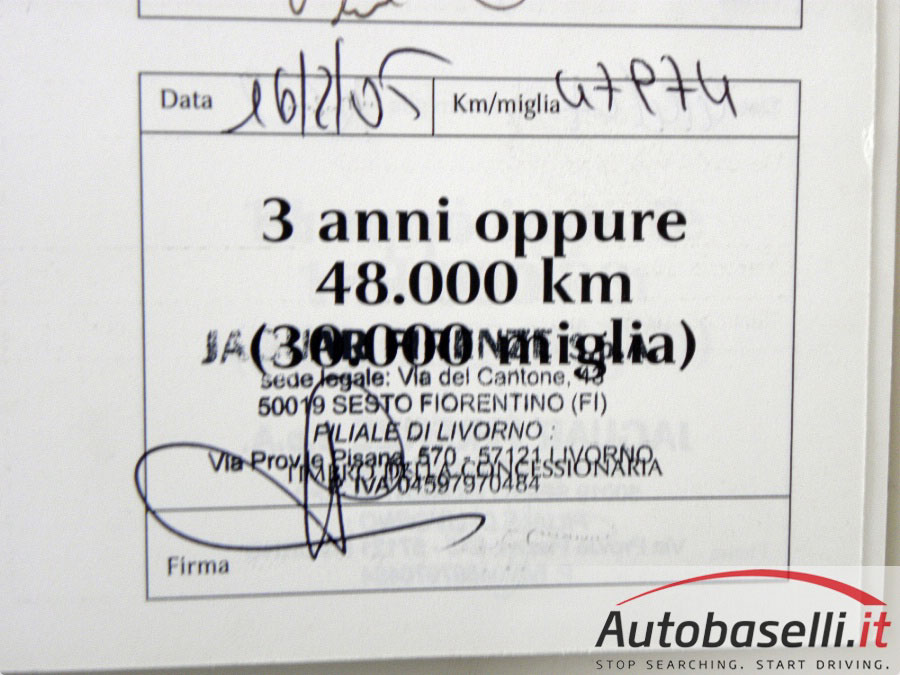 Data 16/2/05 Km/miglia 47974
3 anni oppure
48.000 km
(30.000 miglia)
JAGUAR FIRENZE S.p.A.
sede legale: Via del Cantone, 43
50019 SESTO FIORENTINO (FI)
FILIALE DI LIVORNO :
Via Prov.le Pisana, 570 - 57121 LIVORNO
TIMBRO DELLA CONCESSIONARIA
P. IVA 04597970484
Firma
Autobaselli.it
STOP SEARCHING. START DRIVING.